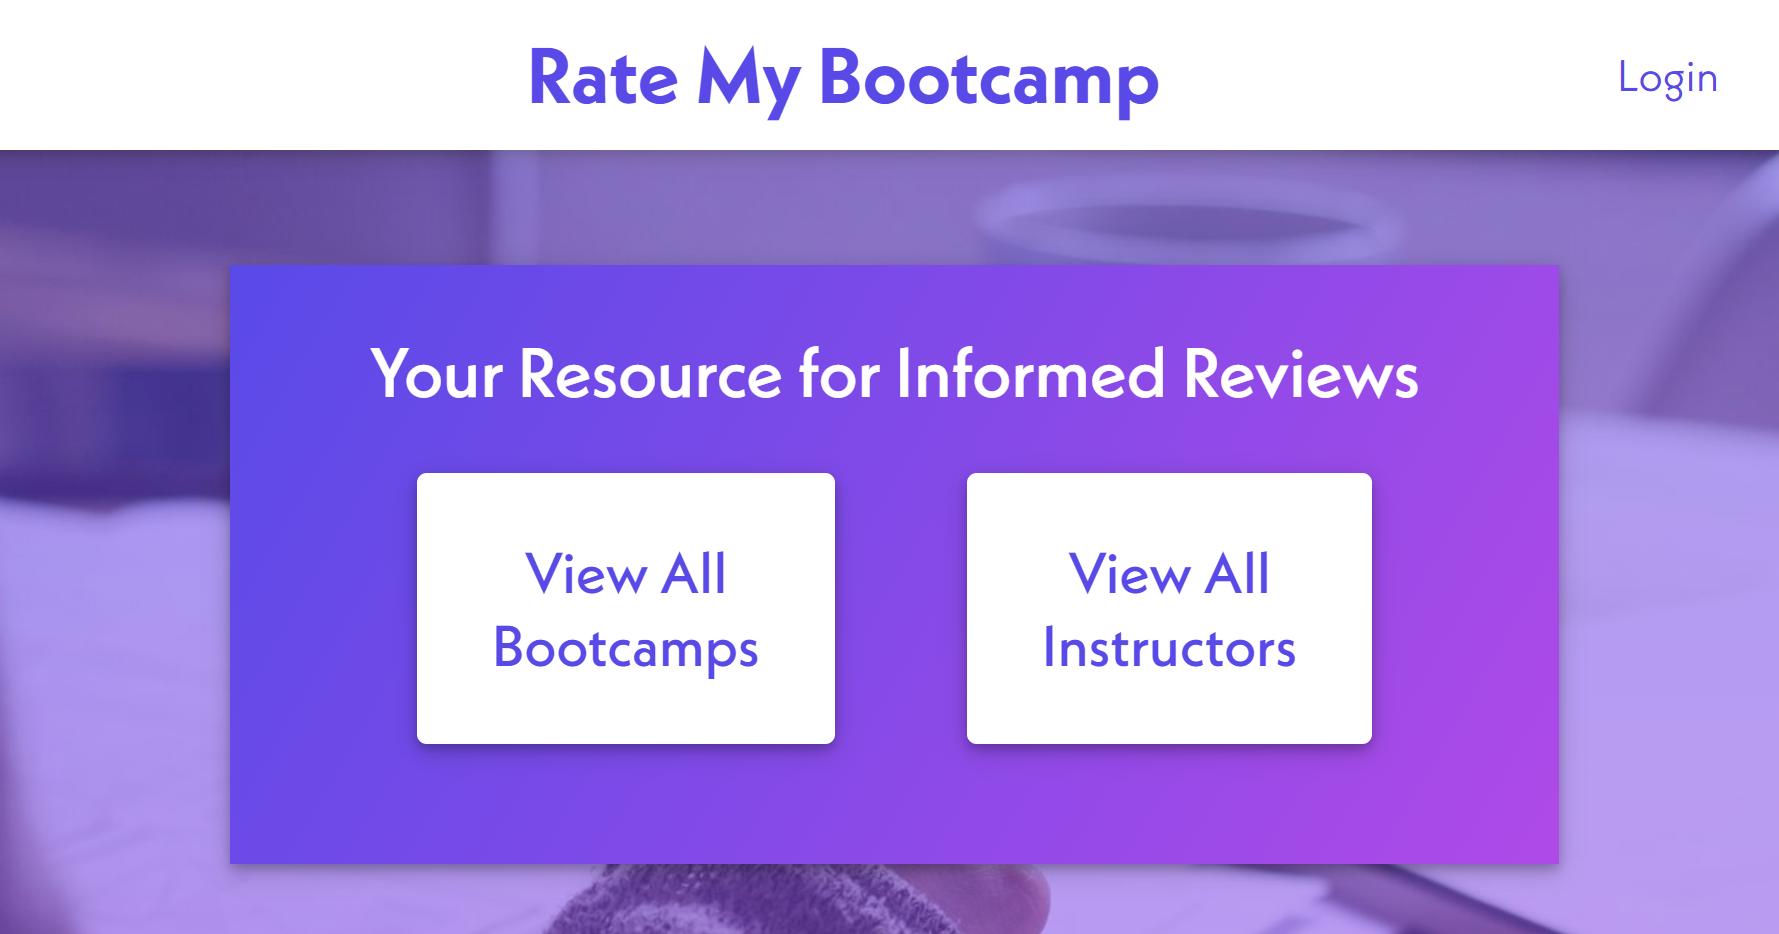 Rate My Bootcamp
Login
Your Resource for Informed Reviews
View All
Bootcamps
View All
Instructors